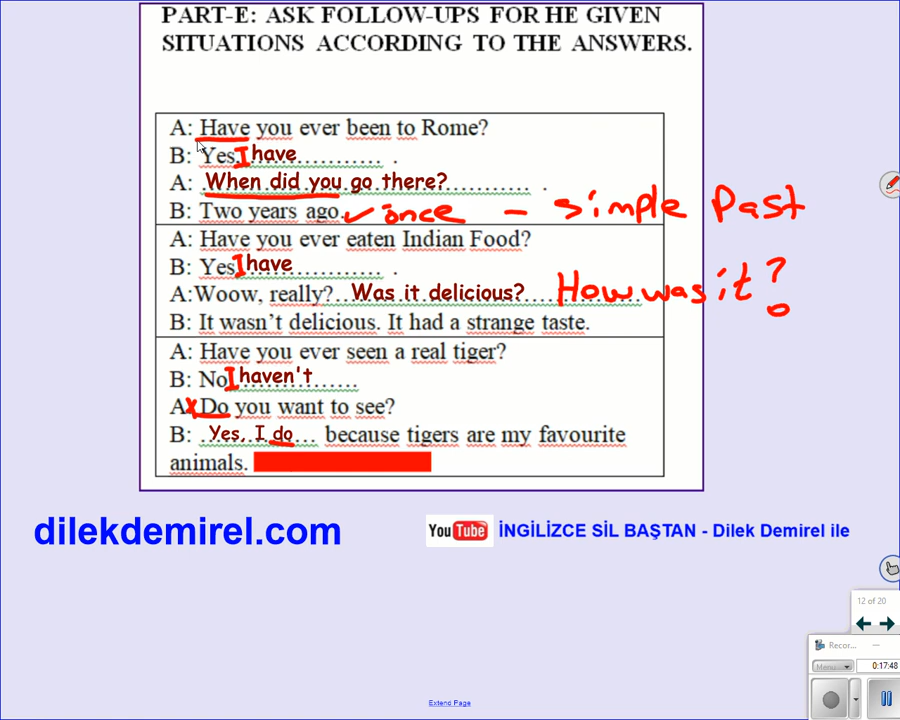 PART-E: ASK FOLLOW-UPS FOR HE GIVEN
SITUATIONS ACCORDING TO THE ANSWERS.
A: Have you ever been to Rome?
B: Yes I have........... .
A: .When did you go there?........... .
B: Two years ago. ✓ önce – Simple Past
A: Have you ever eaten Indian Food?
B: Yes I have............. .
A:Woow, really?..Was it delicious?.... How was it?
B: It wasn't delicious. It had a strange taste.
A: Have you ever seen a real tiger?
B: No I haven't......
A: Do you want to see?
B: .Yes, I do.... because tigers are my favourite
animals.
dilekdemirel.com
YouTube İNGİLİZCE SİL BAŞTAN - Dilek Demirel ile
12 of 20
Recor...
Menu
0:17:48
Extend Page